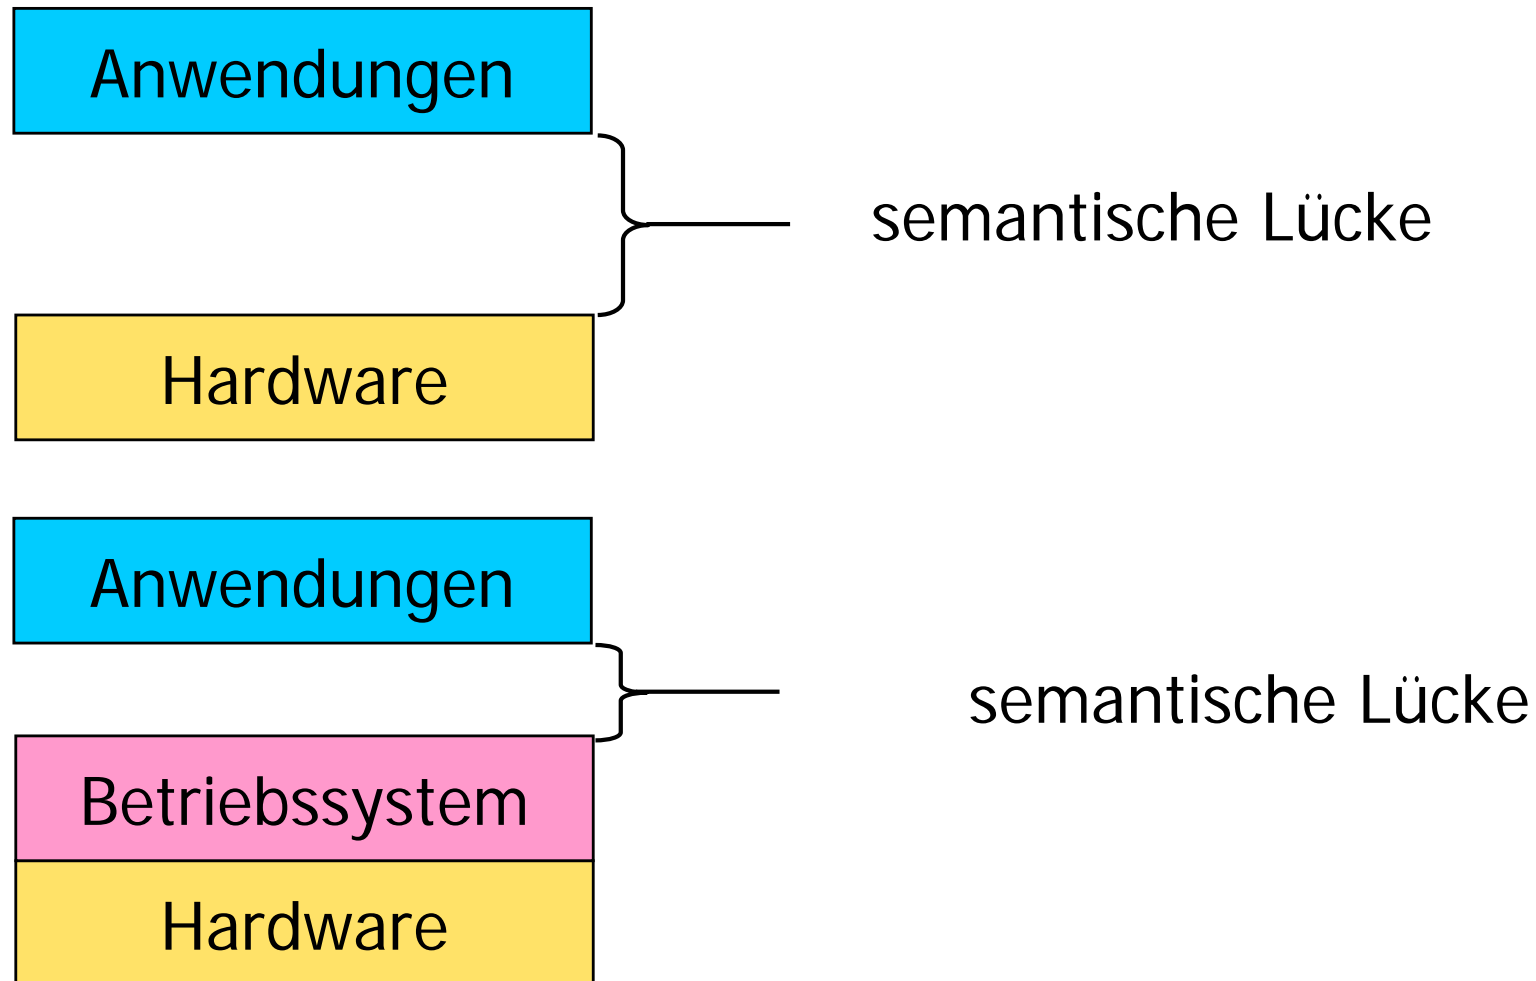 Anwendungen
semantische Lücke
Hardware
Anwendungen
semantische Lücke
Betriebssystem
Hardware